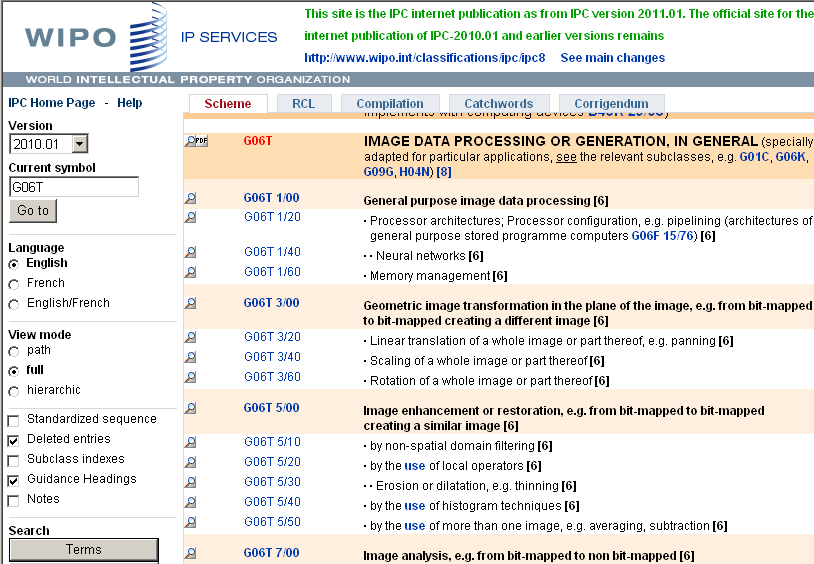 This site is the IPC internet publication as from IPC version 2011.01. The official site for the
WIPO IP SERVICES
internet publication of IPC-2010.01 and earlier versions remains
http://www.wipo.int/classifications/ipc/ipc8 See main changes
WORLD INTELLECTUAL PROPERTY ORGANIZATION
IPC Home Page - Help
Scheme RCL Compilation Catchwords Corrigendum
Version
2010.01
Current symbol
G06T
Go to
Language
English
French
English/French
View mode
path
full
hierarchic
Standardized sequence
Deleted entries
Subclass indexes
Guidance Headings
Notes
Search
Terms
implements with computing devices
PDF G06T IMAGE DATA PROCESSING OR GENERATION, IN GENERAL (specially
adapted for particular applications, see the relevant subclasses, e.g. G01C, G06K,
G09G, H04N) [8]
G06T 1/00 General purpose image data processing [6]
G06T 1/20 • Processor architectures; Processor configuration, e.g. pipelining (architectures of
general purpose stored programme computers G06F 15/76) [6]
G06T 1/40 • • Neural networks [6]
G06T 1/60 • Memory management [6]
G06T 3/00 Geometric image transformation in the plane of the image, e.g. from bit-mapped
to bit-mapped creating a different image [6]
G06T 3/20 • Linear translation of a whole image or part thereof, e.g. panning [6]
G06T 3/40 • Scaling of a whole image or part thereof [6]
G06T 3/60 • Rotation of a whole image or part thereof [6]
G06T 5/00 Image enhancement or restoration, e.g. from bit-mapped to bit-mapped
creating a similar image [6]
G06T 5/10 • by non-spatial domain filtering [6]
G06T 5/20 • by the use of local operators [6]
G06T 5/30 • • Erosion or dilatation, e.g. thinning [6]
G06T 5/40 • by the use of histogram techniques [6]
G06T 5/50 • by the use of more than one image, e.g. averaging, subtraction [6]
G06T 7/00 Image analysis, e.g. from bit-mapped to non bit-mapped [6]